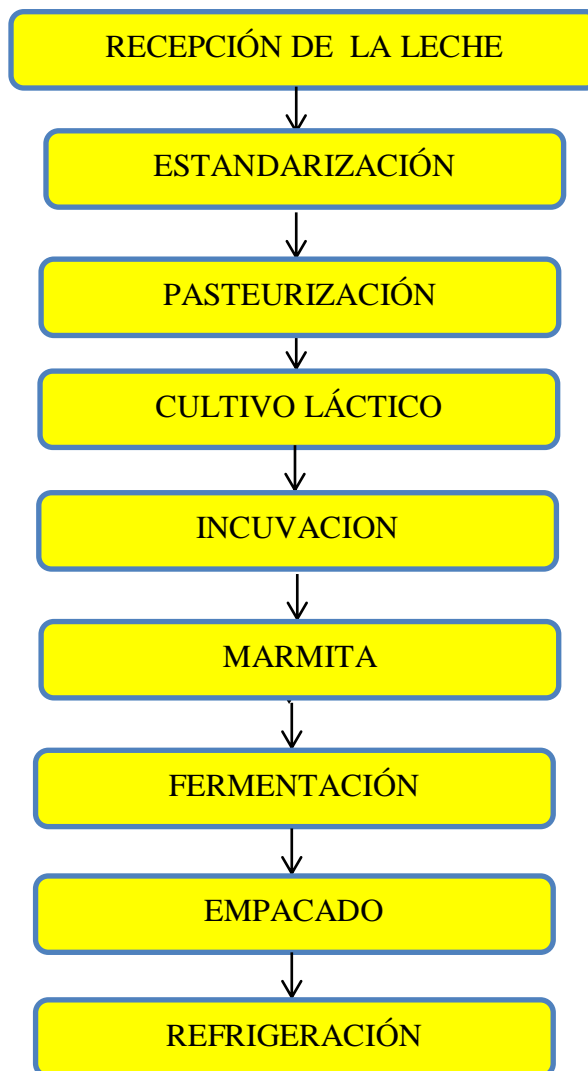 RECEPCIÓN DE LA LECHE
ESTANDARIZACIÓN
PASTEURIZACIÓN
CULTIVO LÁCTICO
INCUVACION
MARMITA
FERMENTACIÓN
EMPACADO
REFRIGERACIÓN